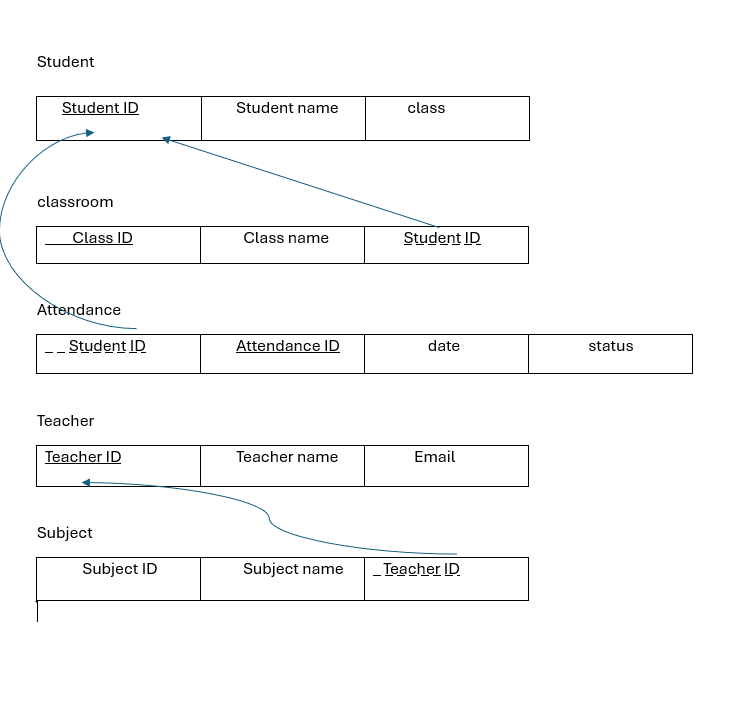 Student
Student ID Student name class
classroom
Class ID Class name Student ID
Attendance
Student ID Attendance ID date status
Teacher
Teacher ID Teacher name Email
Subject
Subject ID Subject name Teacher ID